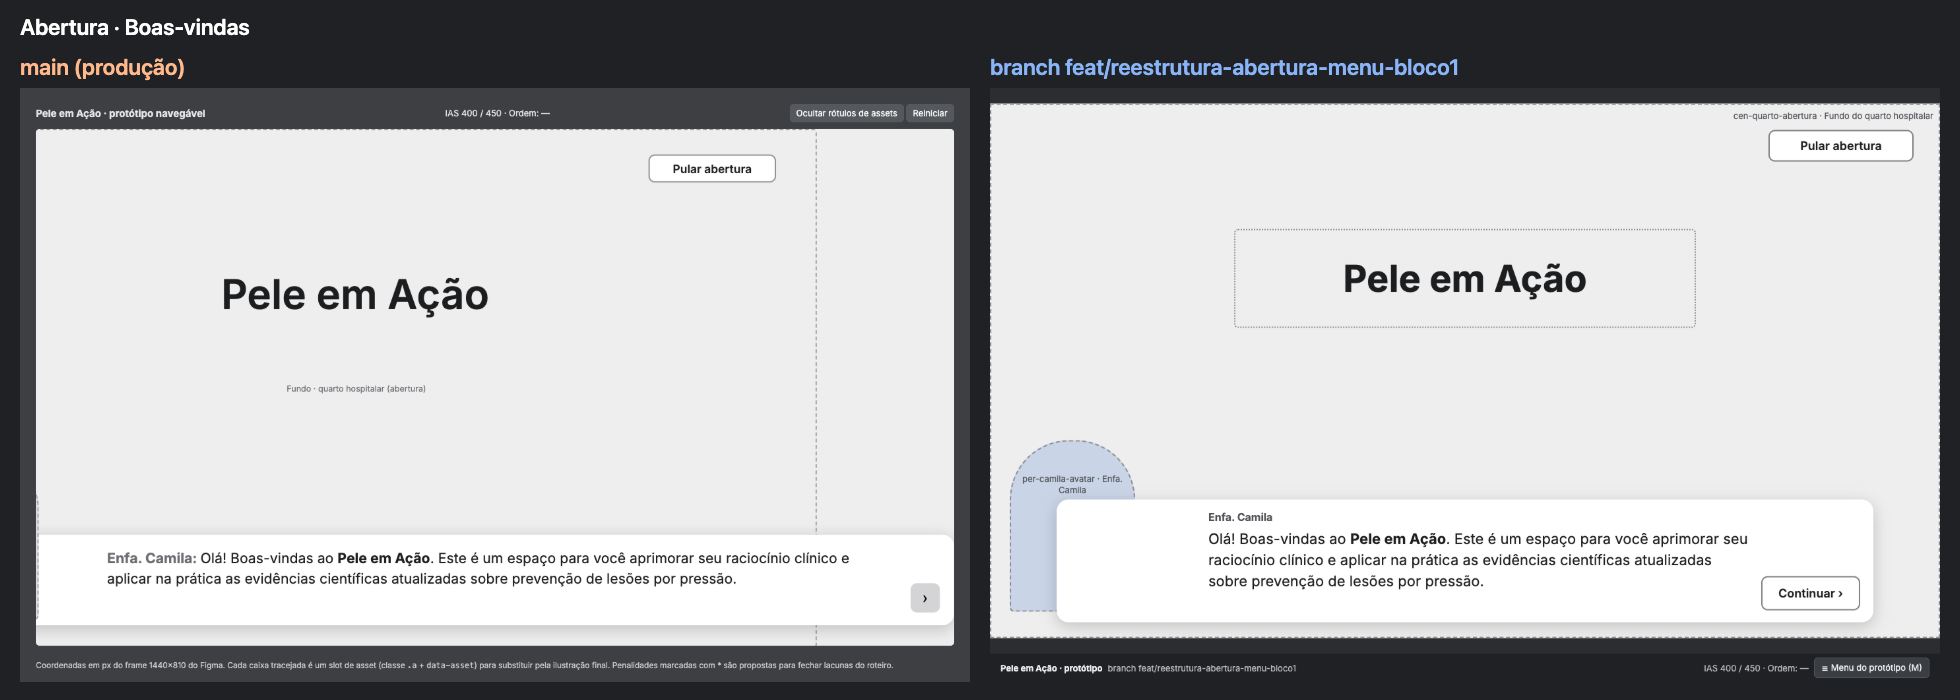 Abertura · Boas-vindas
main (produção)
Pele em Ação · protótipo navegável
IAS 400 / 450 · Ordem: —
Ocultar rótulos de assets
Reiniciar
Pular abertura
Pele em Ação
Fundo · quarto hospitalar (abertura)
Enfa. Camila: Olá! Boas-vindas ao Pele em Ação. Este é um espaço para você aprimorar seu raciocínio clínico e
aplicar na prática as evidências científicas atualizadas sobre prevenção de lesões por pressão.
›
Coordenadas em px do frame 1440×810 do Figma. Cada caixa tracejada é um slot de asset (classe .a + data-asset) para substituir pela ilustração final. Penalidades marcadas com * são propostas para fechar lacunas do roteiro.
branch feat/reestrutura-abertura-menu-bloco1
cen-quarto-abertura · Fundo do quarto hospitalar
Pular abertura
Pele em Ação
per-camila-avatar · Enfa.
Camila
Enfa. Camila
Olá! Boas-vindas ao Pele em Ação. Este é um espaço para você aprimorar seu
raciocínio clínico e aplicar na prática as evidências científicas atualizadas
sobre prevenção de lesões por pressão.
Continuar ›
Pele em Ação · protótipo branch feat/reestrutura-abertura-menu-bloco1
IAS 400 / 450 · Ordem: —
≡ Menu do protótipo (M)